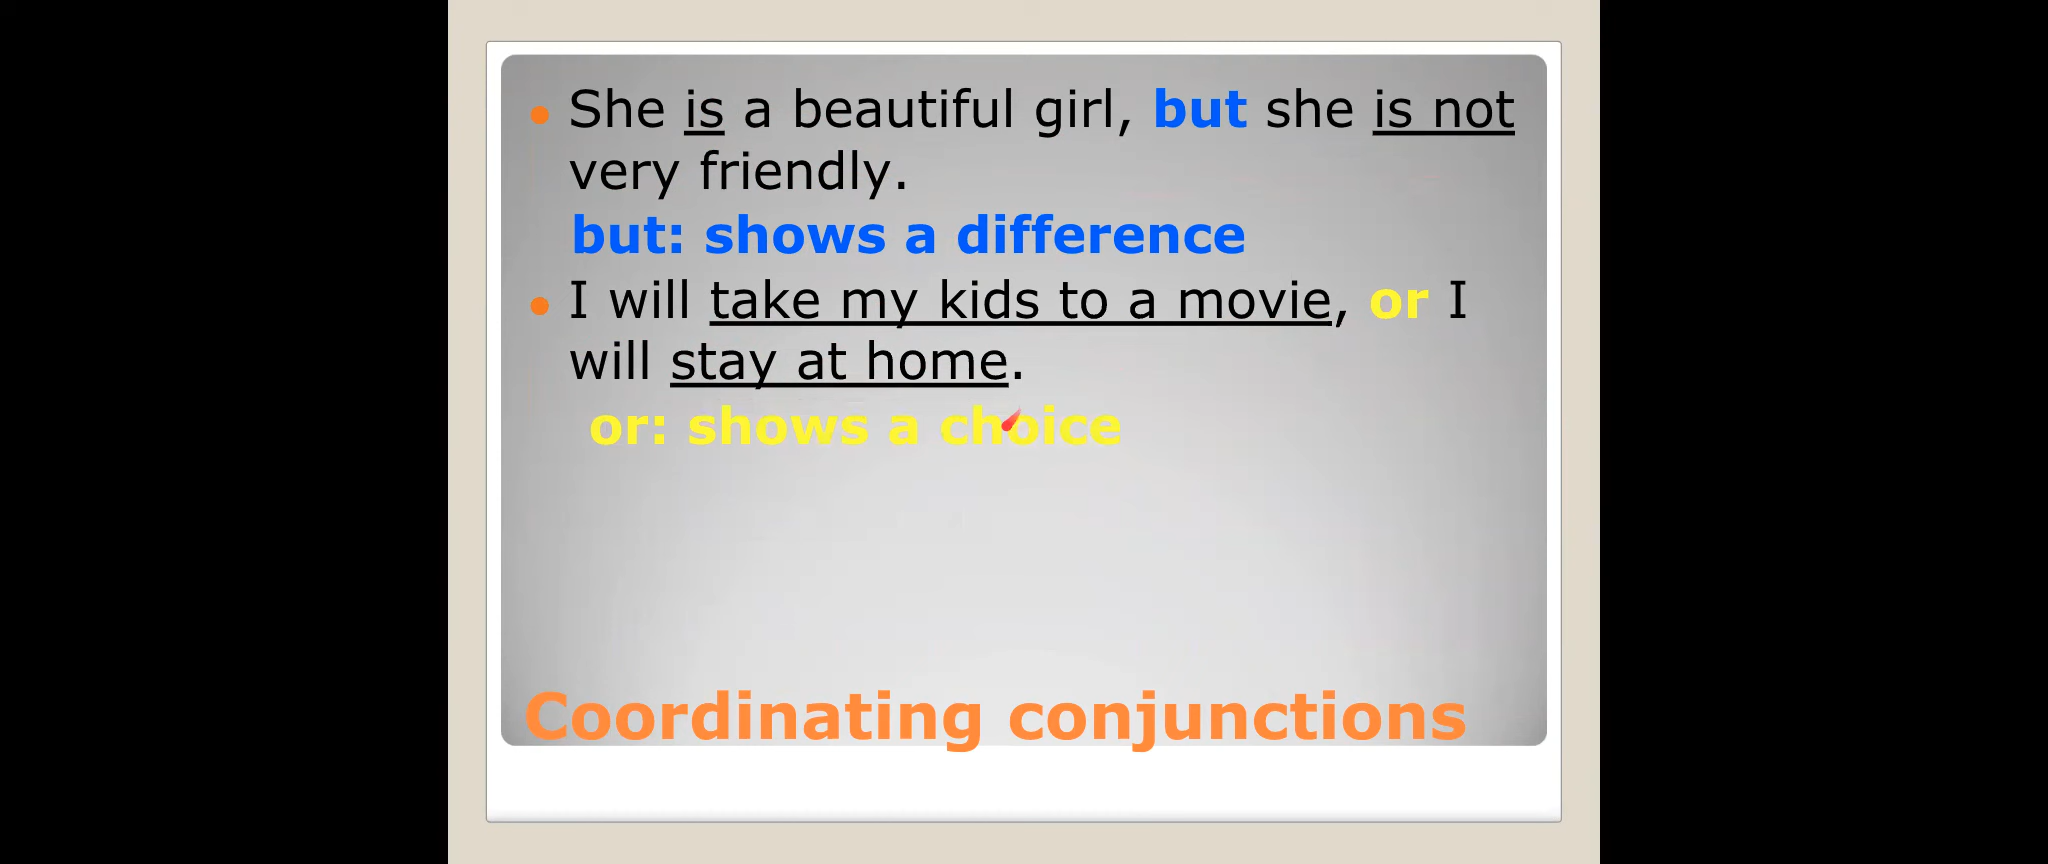 She is a beautiful girl, but she is not
very friendly.
but: shows a difference
I will take my kids to a movie, or I
will stay at home.
or: shows a choice
Coordinating conjunctions